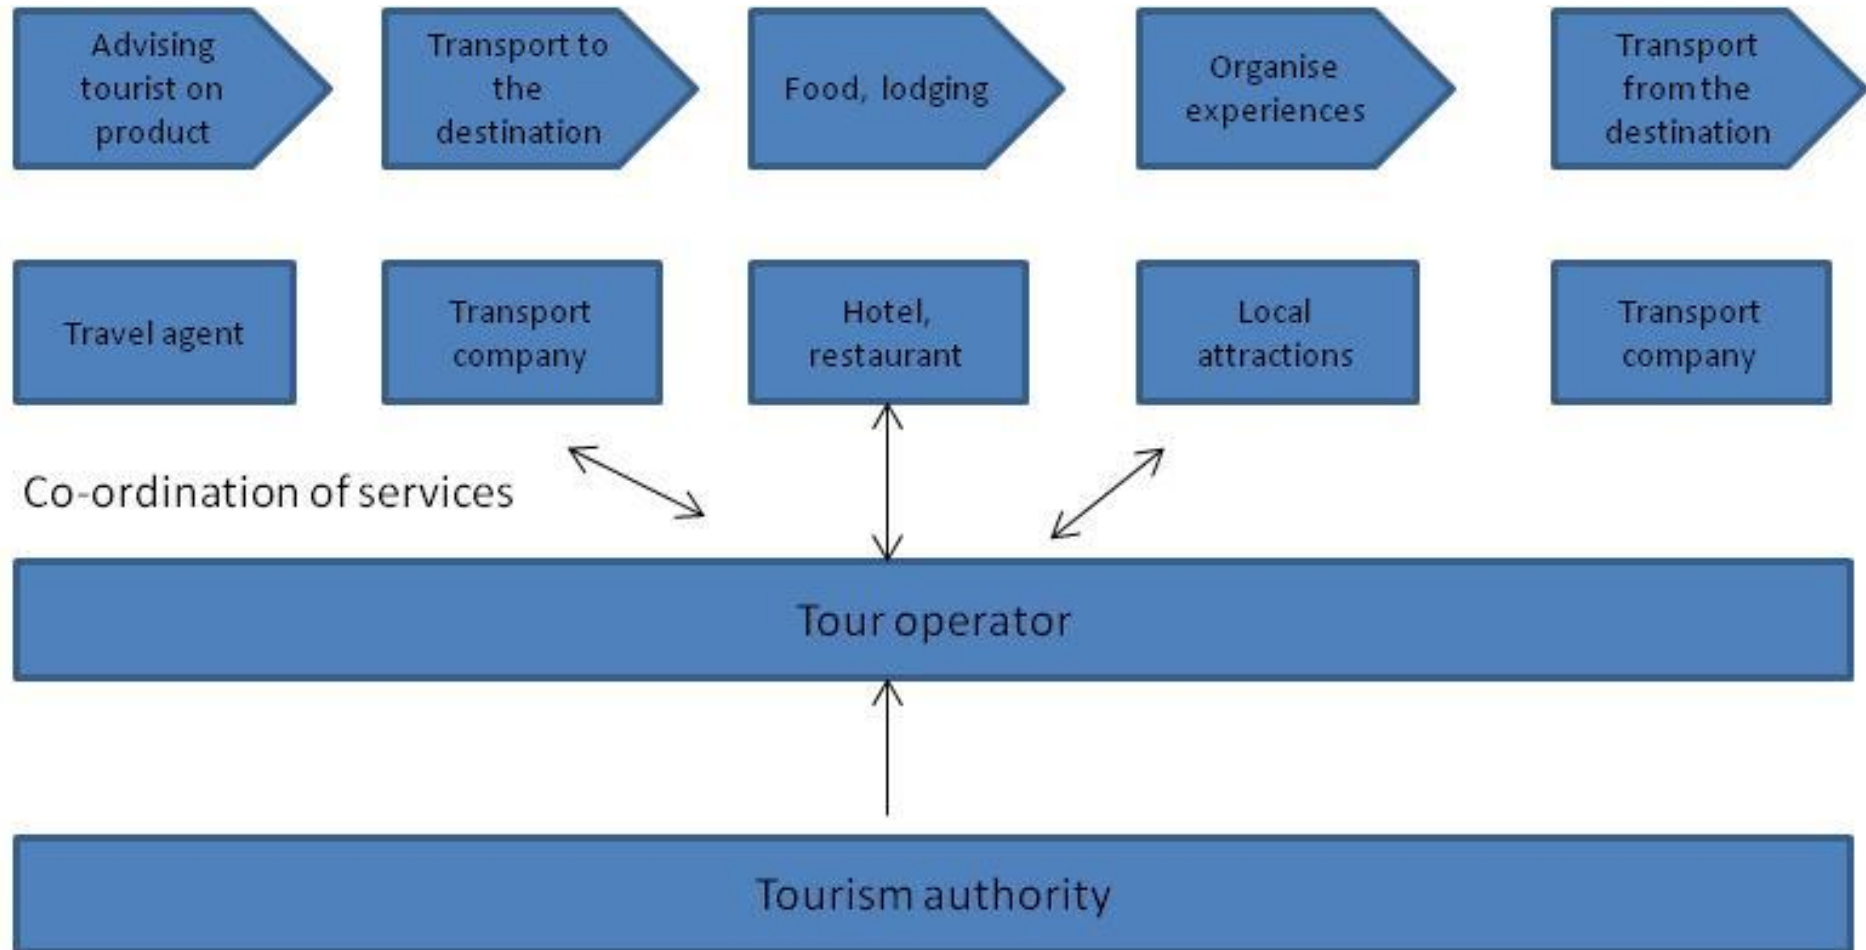 Advising
tourist on
product
Transport to
the
destination
Food, lodging
Organise
experiences
Transport
from the
destination
Travel agent
Transport
company
Hotel,
restaurant
Local
attractions
Transport
company
Co-ordination of services
Tour operator
Tourism authority